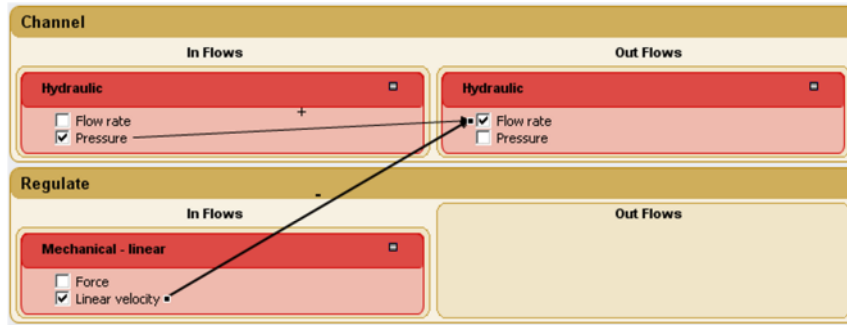 Channel
In Flows
Out Flows
Hydraulic
Hydraulic
Flow rate
+
Flow rate
Pressure
Pressure
Regulate
-
In Flows
Out Flows
Mechanical - linear
Force
Linear velocity